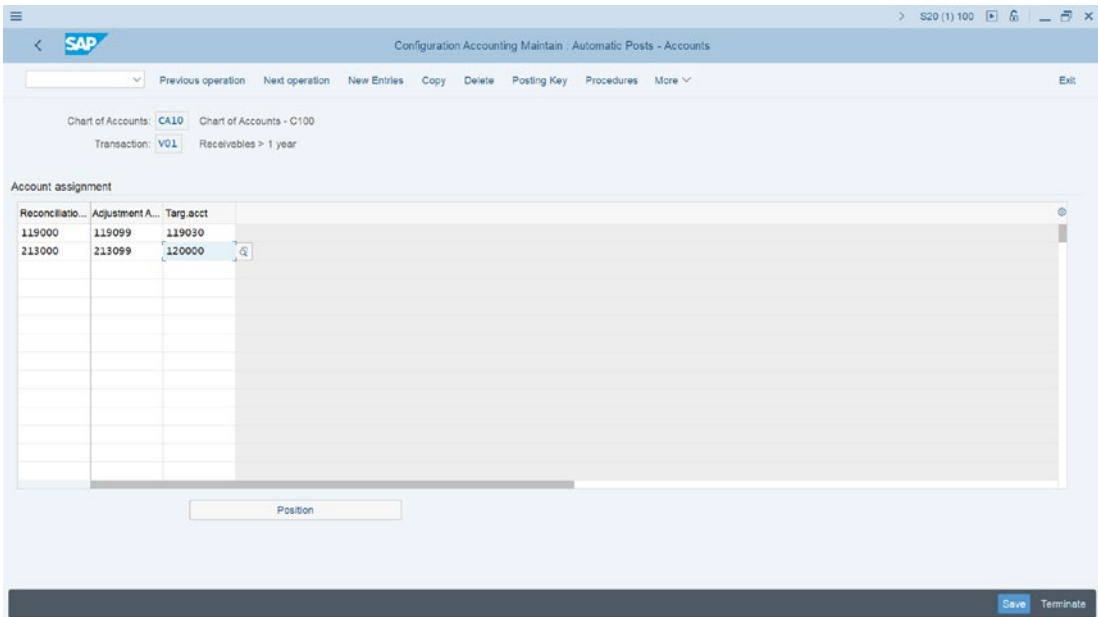 S20 (1) 100
SAP
Configuration Accounting Maintain : Automatic Posts - Accounts
Previous operation Next operation New Entries Copy Delete Posting Key Procedures More Exit
Chart of Accounts: CA10 Chart of Accounts - C100
Transaction: V01 Receivables > 1 year
Account assignment
Reconciliatio... Adjustment A... Targ.acct
119000 119099 119030
213000 213099 120000
Position
Save Terminate